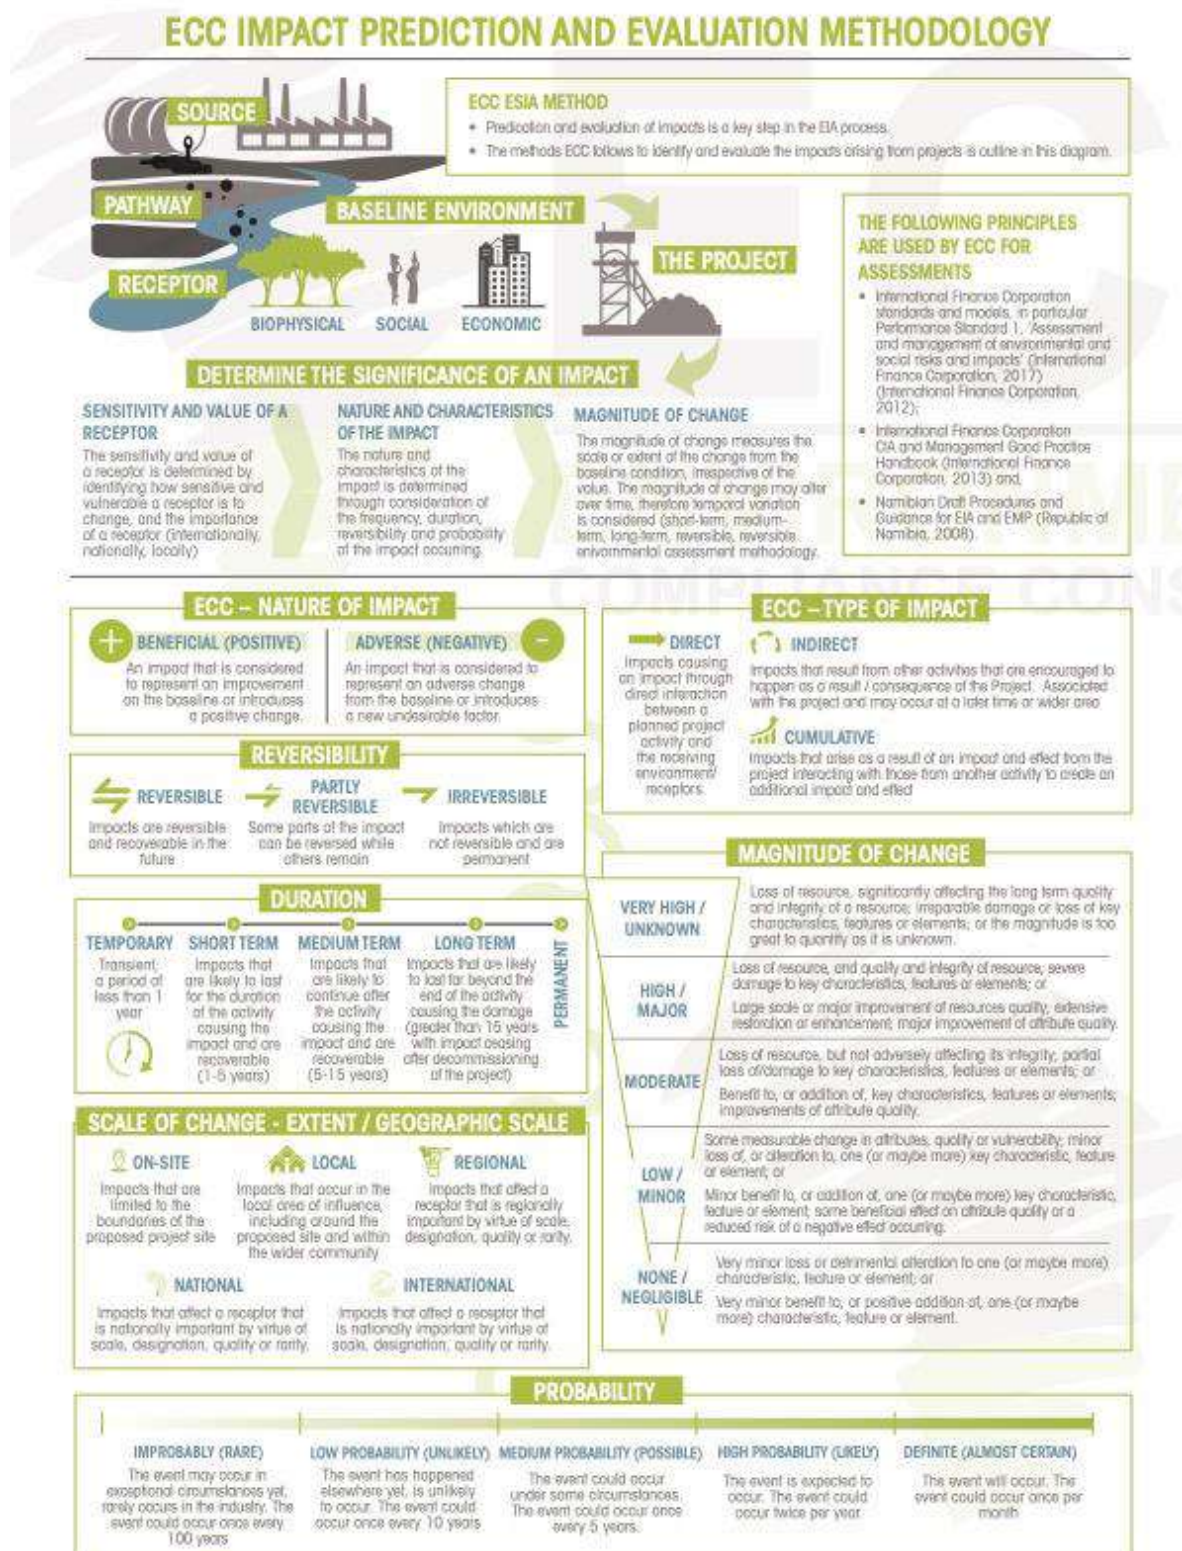 ECC IMPACT PREDICTION AND EVALUATION METHODOLOGY
SOURCE
PATHWAY
RECEPTOR
BASELINE ENVIRONMENT
BIOPHYSICAL
SOCIAL
ECONOMIC
THE PROJECT
ECC ESIA METHOD
• Predication and evaluation of impacts is a key step in the EIA process.
• The methods ECC follows to identify and evaluate the impacts arising from projects is outline in this diagram.
THE FOLLOWING PRINCIPLES
ARE USED BY ECC FOR
ASSESSMENTS
• International Finance Corporation
standards and models, in particular
Performance Standard 1, 'Assessment
and management of environmental and
social risks and impacts' (International
Finance Corporation, 2017)
(International Finance Corporation,
2012);
• International Finance Corporation
CIA and Management Good Practice
Handbook (International Finance
Corporation, 2013) and,
• Namibian Draft Procedures and
Guidance for EIA and EMP (Republic of
Namibia, 2008)
DETERMINE THE SIGNIFICANCE OF AN IMPACT
SENSITIVITY AND VALUE OF A
RECEPTOR
The sensitivity and value of
a receptor is determined by
identifying how sensitive and
vulnerable a receptor is to
change, and the importance
of a receptor (internationally,
nationally, locally)
NATURE AND CHARACTERISTICS
OF THE IMPACT
The nature and
characteristics of the
impact is determined
through consideration of
the frequency, duration,
reversibility and probability
of the impact occurring.
MAGNITUDE OF CHANGE
The magnitude of change measures the
scale or extent of the change from the
baseline condition, irrespective of the
value. The magnitude of change may alter
over time, therefore temporal variation
is considered (short-term, medium-
term, long-term, reversible, reversible
environmental assessment methodology.
ECC – NATURE OF IMPACT
+ BENEFICIAL (POSITIVE)
An impact that is considered
to represent an improvement
on the baseline or introduces
a positive change.
ADVERSE (NEGATIVE) -
An impact that is considered to
represent an adverse change
from the baseline or introduces
a new undesirable factor.
ECC – TYPE OF IMPACT
DIRECT
Impacts causing
an impact through
direct interaction
between a
planned project
activity and
the receiving
environment/
receptors.
INDIRECT
Impacts that result from other activities that are encouraged to
happen as a result / consequence of the Project. Associated
with the project and may occur at a later time or wider area
CUMULATIVE
Impacts that arise as a result of an impact and effect from the
project interacting with those from another activity to create an
additional impact and effect
REVERSIBILITY
REVERSIBLE
Impacts are reversible
and recoverable in the
future
PARTLY
REVERSIBLE
Some parts of the impact
can be reversed while
others remain
IRREVERSIBLE
Impacts which are
not reversible and are
permanent
DURATION
TEMPORARY
Transient;
a period of
less than 1
year
SHORT TERM
Impacts that
are likely to last
for the duration
of the activity
causing the
impact and are
recoverable
(1-5 years)
MEDIUM TERM
Impacts that
are likely to
continue after
the activity
causing the
impact and are
recoverable
(5-15 years)
LONG TERM
Impacts that are likely
to last far beyond the
end of the activity
causing the damage
(greater than 15 years
with impact ceasing
after decommissioning
of the project)
PERMANENT
SCALE OF CHANGE - EXTENT / GEOGRAPHIC SCALE
ON-SITE
Impacts that are
limited to the
boundaries of the
proposed project site
LOCAL
Impacts that occur in the
local area of influence,
including around the
proposed site and within
the wider community
REGIONAL
Impacts that affect a
receptor that is regionally
important by virtue of scale,
designation, quality or rarity.
NATIONAL
Impacts that affect a receptor that
is nationally important by virtue of
scale, designation, quality or rarity.
INTERNATIONAL
Impacts that affect a receptor that
is nationally important by virtue of
scale, designation, quality or rarity.
MAGNITUDE OF CHANGE
VERY HIGH /
UNKNOWN
Loss of resource, significantly affecting the long term quality
and integrity of a resource; irreparable damage or loss of key
characteristics, features or elements; or the magnitude is too
great to quantify as it is unknown.
HIGH /
MAJOR
Loss of resource, and quality and integrity of resource; severe
damage to key characteristics, features or elements; or
Large scale or major improvement of resources quality; extensive
restoration or enhancement; major improvement of attribute quality.
MODERATE
Loss of resource, but not adversely affecting its integrity; partial
loss of/damage to key characteristics, features or elements; or
Benefit to, or addition of, key characteristics, features or elements;
improvements of attribute quality.
LOW /
MINOR
Some measurable change in attributes, quality or vulnerability; minor
loss of, or alteration to, one (or maybe more) key characteristic, feature
or element; or
Minor benefit to, or addition of, one (or maybe more) key characteristic,
feature or element; some beneficial effect on attribute quality or a
reduced risk of a negative effect occurring.
NONE /
NEGLIGIBLE
Very minor loss or detrimental alteration to one (or maybe more)
characteristic, feature or element; or
Very minor benefit to, or positive addition of, one (or maybe
more) characteristic, feature or element.
PROBABILITY
IMPROBABLY (RARE)
The event may occur in
exceptional circumstances yet,
rarely occurs in the industry. The
event could occur once every
100 years
LOW PROBABILITY (UNLIKELY)
The event has happened
elsewhere yet, is unlikely
to occur. The event could
occur once every 10 years
MEDIUM PROBABILITY (POSSIBLE)
The event could occur
under some circumstances.
The event could occur once
every 5 years.
HIGH PROBABILITY (LIKELY)
The event is expected to
occur. The event could
occur twice per year
DEFINITE (ALMOST CERTAIN)
The event will occur. The
event could occur once per
month